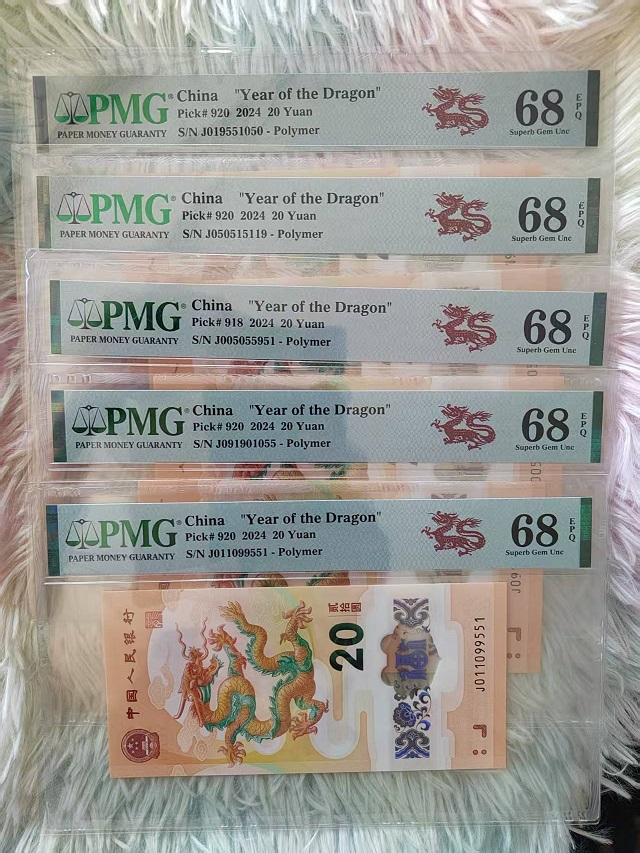 PMG® China "Year of the Dragon"
Pick# 920 2024 20 Yuan
PAPER MONEY GUARANTY S/N J019551050 - Polymer
68 EPQ
Superb Gem Unc
PMG® China "Year of the Dragon"
Pick# 920 2024 20 Yuan
PAPER MONEY GUARANTY S/N J050515119 - Polymer
68 EPQ
Superb Gem Unc
PMG® China "Year of the Dragon"
Pick# 918 2024 20 Yuan
PAPER MONEY GUARANTY S/N J005055951 - Polymer
68 EPQ
Superb Gem Unc
PMG® China "Year of the Dragon"
Pick# 920 2024 20 Yuan
PAPER MONEY GUARANTY S/N J091901055 - Polymer
68 EPQ
Superb Gem Unc
PMG® China "Year of the Dragon"
Pick# 920 2024 20 Yuan
PAPER MONEY GUARANTY S/N J011099551 - Polymer
68 EPQ
Superb Gem Unc
中国人民银行
贰拾圆
20
福
J011099551
J09